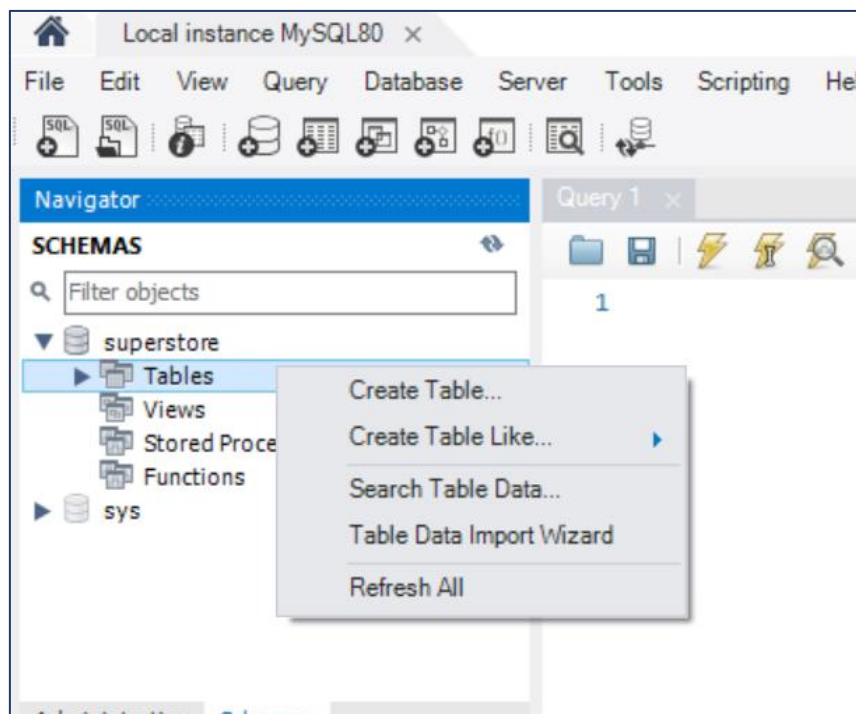 Local instance MySQL80 ×
File Edit View Query Database Server Tools Scripting Hel
SQL SQL
Navigator
Query 1 ×
SCHEMAS
Filter objects
1
superstore
Tables
Views
Stored Proce
Functions
sys
Create Table...
Create Table Like...
Search Table Data...
Table Data Import Wizard
Refresh All